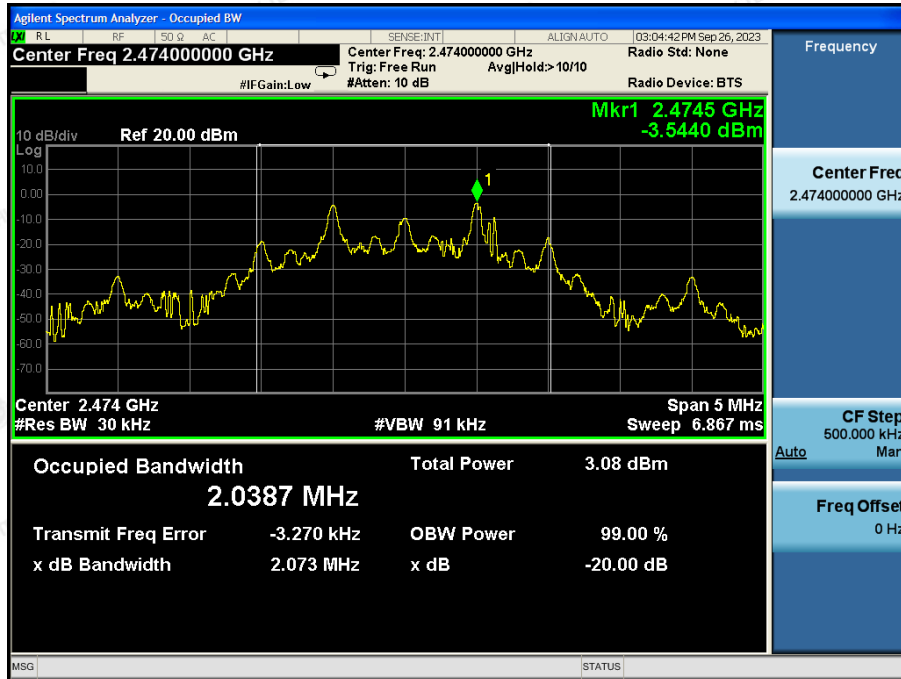 Agilent Spectrum Analyzer - Occupied BW
LXI RL RF 50 Ω AC SENSE:INT ALIGN AUTO 03:04:42 PM Sep 26, 2023
Center Freq 2.474000000 GHz
Center Freq: 2.474000000 GHz
Radio Std: None
Trig: Free Run Avg|Hold:>10/10
#IFGain:Low
#Atten: 10 dB
Radio Device: BTS
Mkr1 2.4745 GHz
-3.5440 dBm
10 dB/div Ref 20.00 dBm
Log
10.0
0.00
-10.0
-20.0
-30.0
-40.0
-50.0
-60.0
-70.0
1
Center 2.474 GHz Span 5 MHz
#Res BW 30 kHz #VBW 91 kHz Sweep 6.867 ms
Occupied Bandwidth Total Power 3.08 dBm
2.0387 MHz
Transmit Freq Error -3.270 kHz OBW Power 99.00 %
x dB Bandwidth 2.073 MHz x dB -20.00 dB
MSG STATUS
Frequency
Center Freq
2.474000000 GHz
CF Step
500.000 kHz
Auto Man
Freq Offset
0 Hz